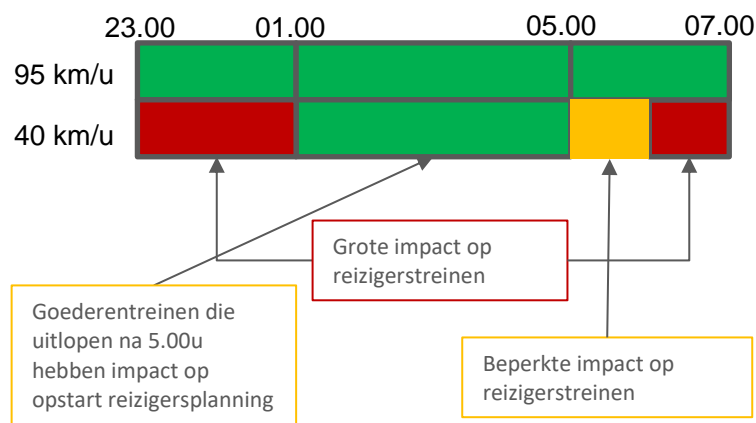 23.00 01.00 05.00 07.00
95 km/u
40 km/u
Grote impact op
reizigerstreinen
Goederentreinen die
uitlopen na 5.00u
hebben impact op
opstart reizigersplanning
Beperkte impact op
reizigerstreinen